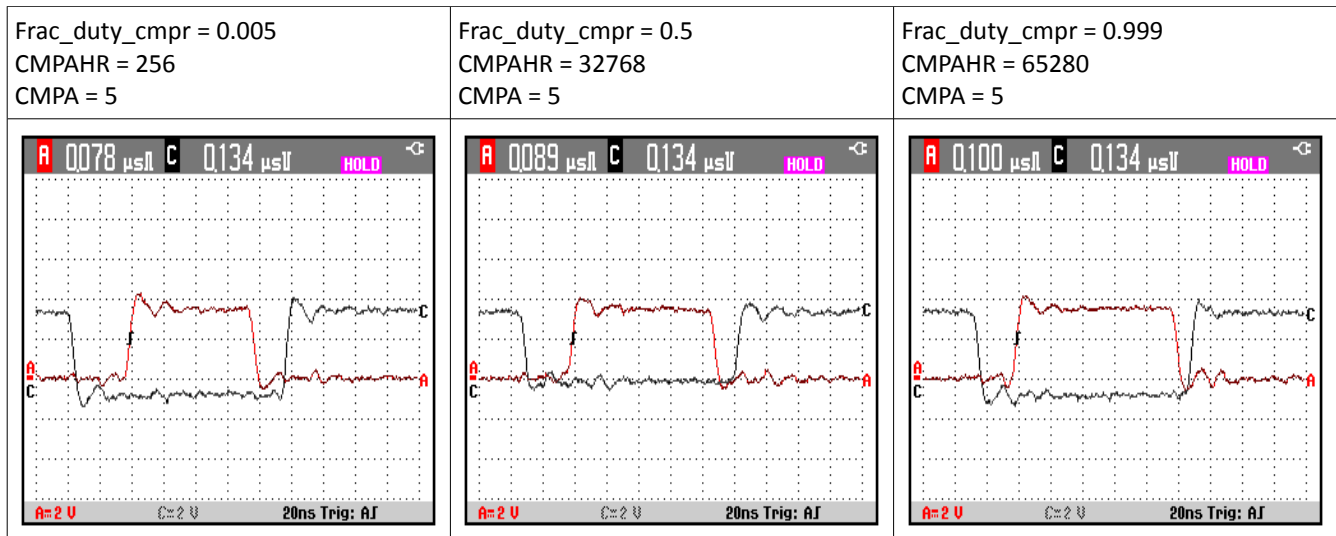 Frac_duty_cmpr = 0.005
CMPAHR = 256
CMPA = 5
Frac_duty_cmpr = 0.5
CMPAHR = 32768
CMPA = 5
Frac_duty_cmpr = 0.999
CMPAHR = 65280
CMPA = 5
A 0,078 µs C 0,134 µs HOLD
C
A
C
A
A 2 V C 2 V 20ns Trig: A
A 0,089 µs C 0,134 µs HOLD
C
A
C
A
A 2 V C 2 V 20ns Trig: A
A 0,100 µs C 0,134 µs HOLD
C
A
C
A
A 2 V C 2 V 20ns Trig: A